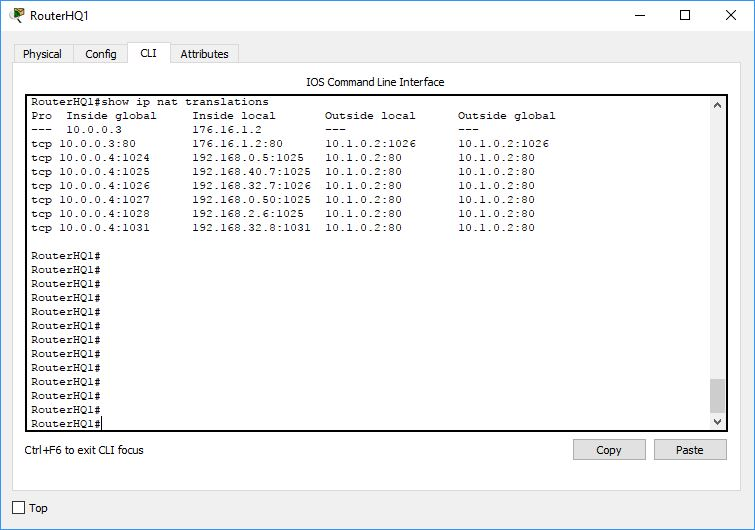 RouterHQ1
Physical Config CLI Attributes
IOS Command Line Interface
RouterHQ1#show ip nat translations
Pro  Inside global     Inside local       Outside local      Outside global
---  10.0.0.3          176.16.1.2         ---                ---
tcp 10.0.0.3:80        176.16.1.2:80      10.1.0.2:1026      10.1.0.2:1026
tcp 10.0.0.4:1024      192.168.0.5:1025   10.1.0.2:80        10.1.0.2:80
tcp 10.0.0.4:1025      192.168.40.7:1025  10.1.0.2:80        10.1.0.2:80
tcp 10.0.0.4:1026      192.168.32.7:1026  10.1.0.2:80        10.1.0.2:80
tcp 10.0.0.4:1027      192.168.0.50:1025  10.1.0.2:80        10.1.0.2:80
tcp 10.0.0.4:1028      192.168.2.6:1025   10.1.0.2:80        10.1.0.2:80
tcp 10.0.0.4:1031      192.168.32.8:1031  10.1.0.2:80        10.1.0.2:80
RouterHQ1#
RouterHQ1#
RouterHQ1#
RouterHQ1#
RouterHQ1#
RouterHQ1#
RouterHQ1#
RouterHQ1#
RouterHQ1#
RouterHQ1#
RouterHQ1#
RouterHQ1#
RouterHQ1#
Ctrl+F6 to exit CLI focus
Copy Paste
Top